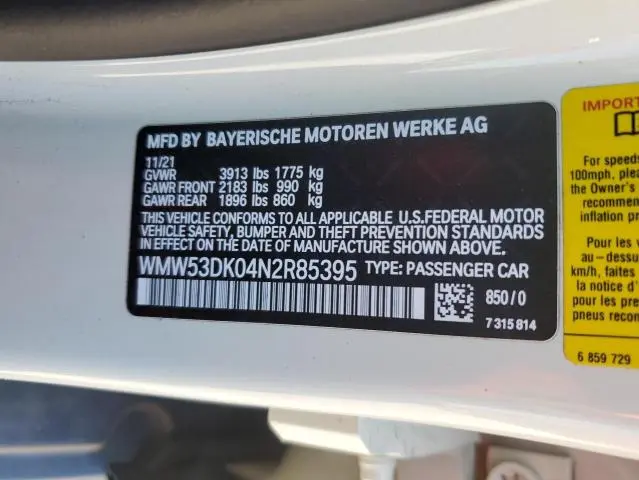 MFD BY BAYERISCHE MOTOREN WERKE AG
11/21
GVWR 3913 lbs 1775 kg
GAWR FRONT 2183 lbs 990 kg
GAWR REAR 1896 lbs 860 kg
THIS VEHICLE CONFORMS TO ALL APPLICABLE U.S.FEDERAL MOTOR
VEHICLE SAFETY, BUMPER AND THEFT PREVENTION STANDARDS
IN EFFECT ON THE DATE OF MANUFACTURE SHOWN ABOVE.
WMW53DK04N2R85395 TYPE: PASSENGER CAR
850/0
7315814
IMPORT
For speeds
100mph, plea
the Owner's
recommen
inflation pr
Pour les v
au-dessu
km/h, faites
la notice d'
pour les pre
pneus recon
6 859 729